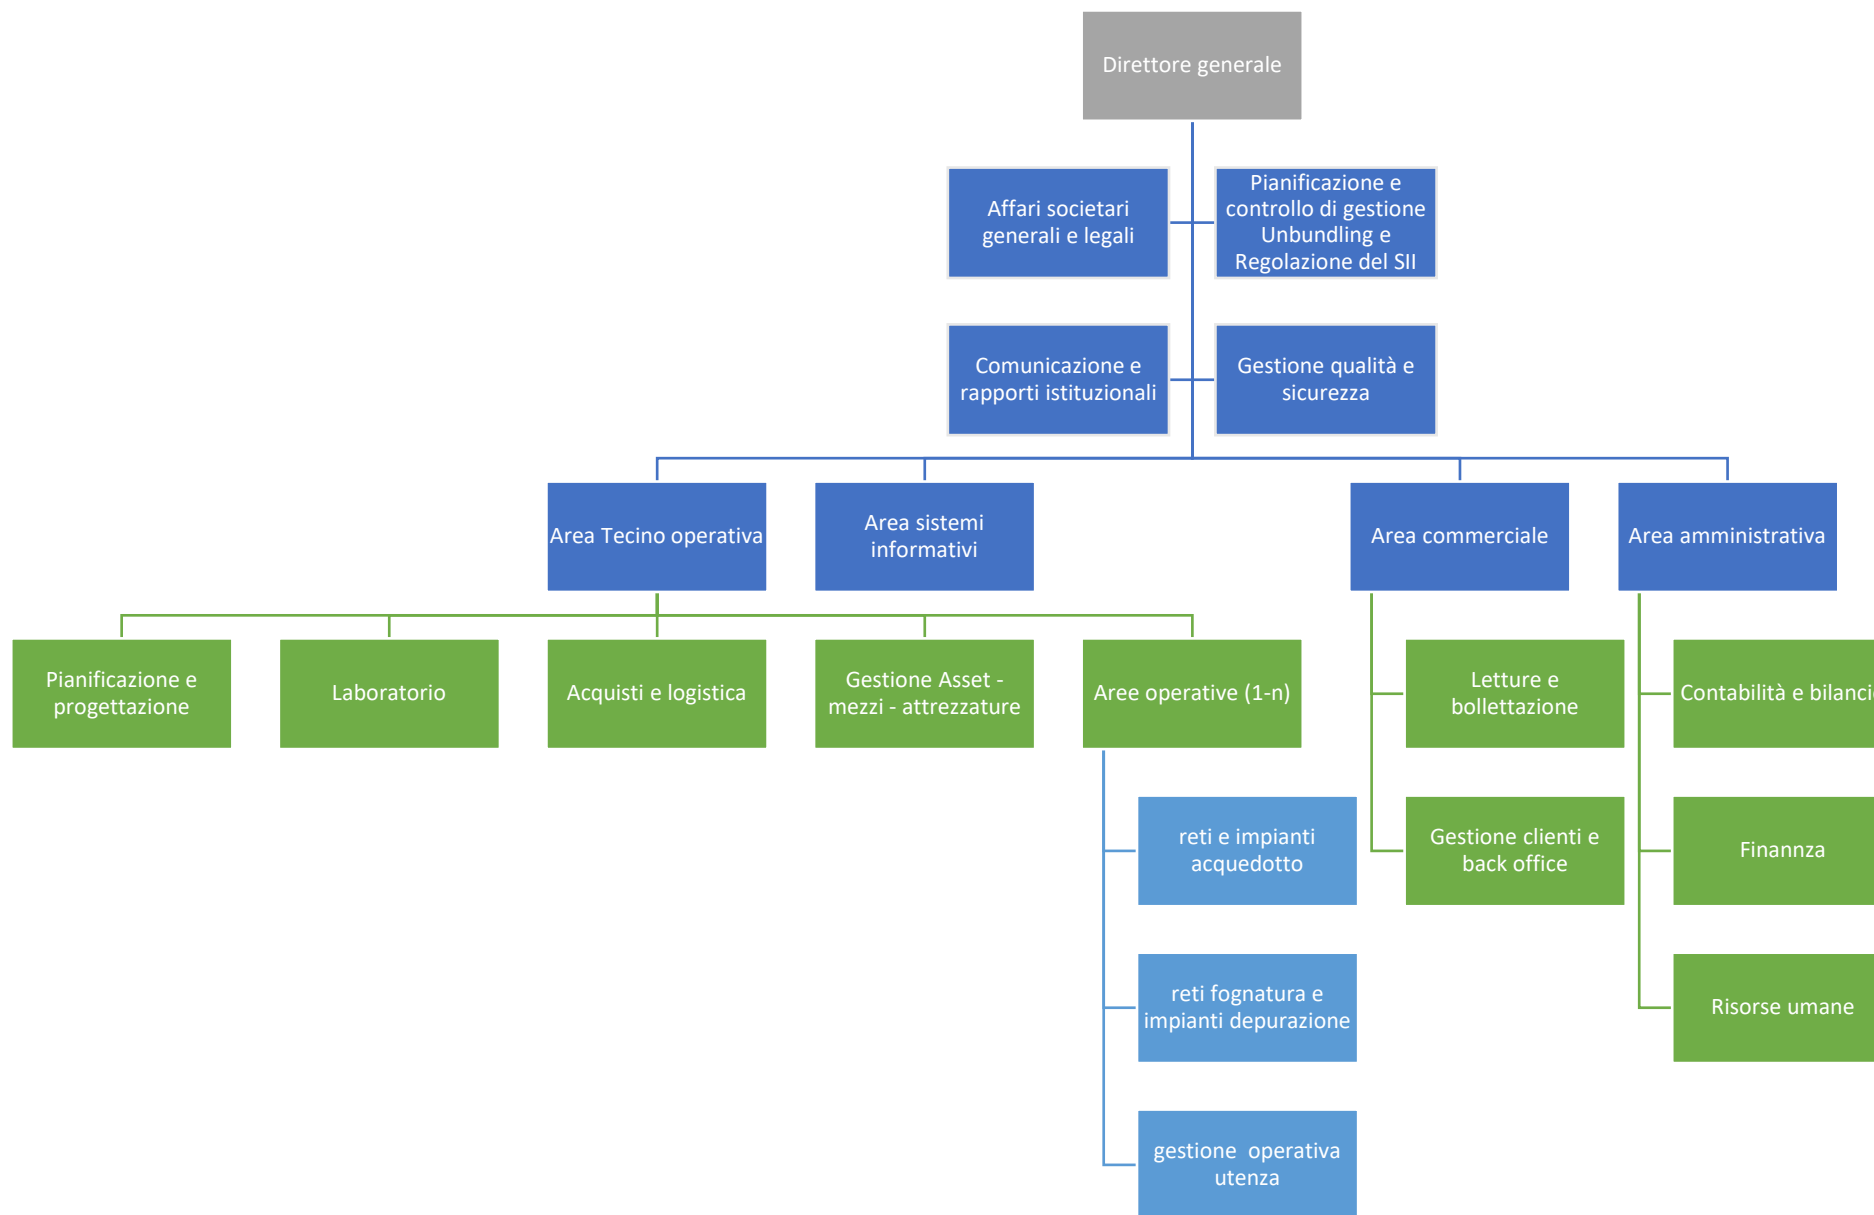 Direttore generale
Affari societari
generali e legali
Pianificazione e
controllo di gestione
Unbundling e
Regolazione del SII
Comunicazione e
rapporti istituzionali
Gestione qualità e
sicurezza
Area Tecino operativa
Area sistemi
informativi
Area commerciale
Area amministrativa
Pianificazione e
progettazione
Laboratorio
Acquisti e logistica
Gestione Asset -
mezzi - attrezzature
Aree operative (1-n)
Letture e
bollettazione
Contabilità e bilancio
reti e impianti
acquedotto
Gestione clienti e
back office
Finannza
reti fognatura e
impianti depurazione
Risorse umane
gestione  operativa
utenza